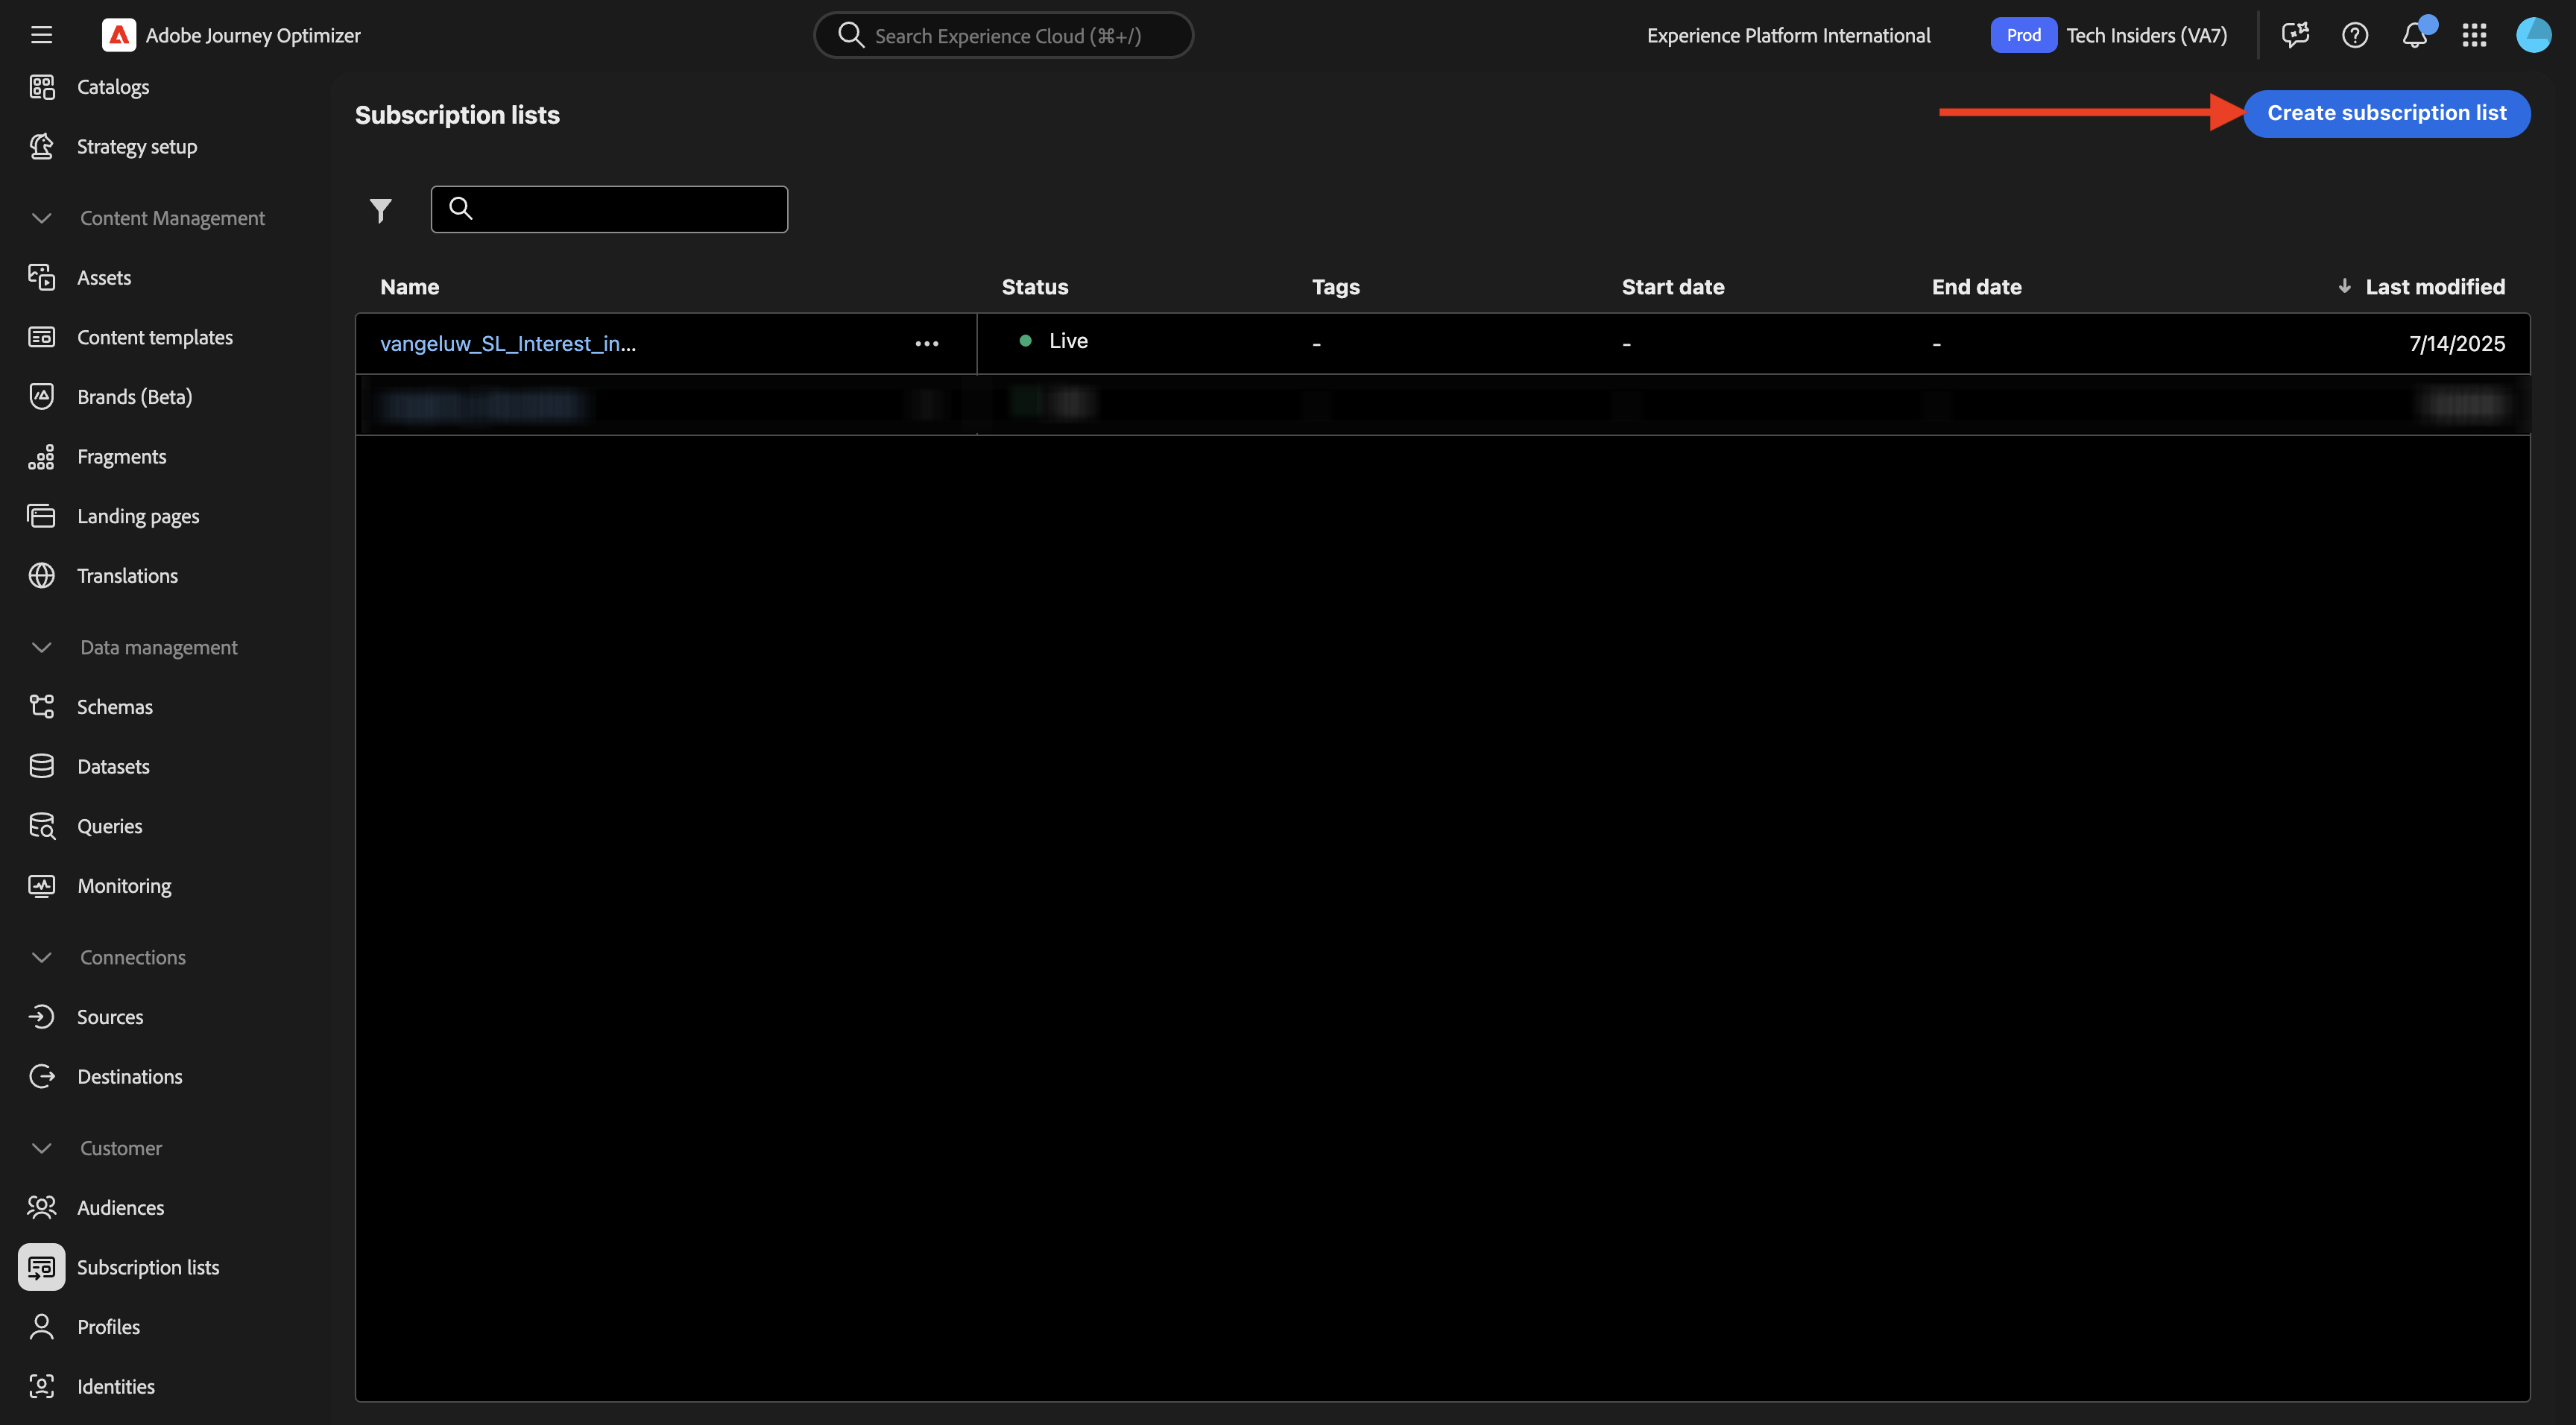 Adobe Journey Optimizer
Search Experience Cloud (⌘+/)
Experience Platform International
Prod
Tech Insiders (VA7)
Catalogs
Strategy setup
Content Management
Assets
Content templates
Brands (Beta)
Fragments
Landing pages
Translations
Data management
Schemas
Datasets
Queries
Monitoring
Connections
Sources
Destinations
Customer
Audiences
Subscription lists
Profiles
Identities
Subscription lists
Create subscription list
Name Status Tags Start date End date Last modified
vangeluw_SL_Interest_in... Live - - - 7/14/2025